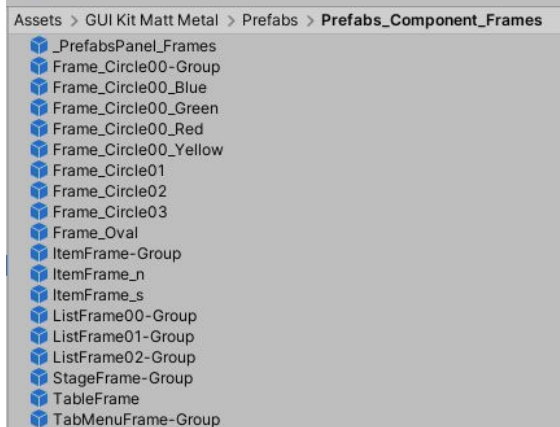 Assets > GUI Kit Matt Metal > Prefabs > Prefabs_Component_Frames
_PrefabsPanel_Frames
Frame_Circle00-Group
Frame_Circle00_Blue
Frame_Circle00_Green
Frame_Circle00_Red
Frame_Circle00_Yellow
Frame_Circle01
Frame_Circle02
Frame_Circle03
Frame_Oval
ItemFrame-Group
ItemFrame_n
ItemFrame_s
ListFrame00-Group
ListFrame01-Group
ListFrame02-Group
StageFrame-Group
TableFrame
TabMenuFrame-Group